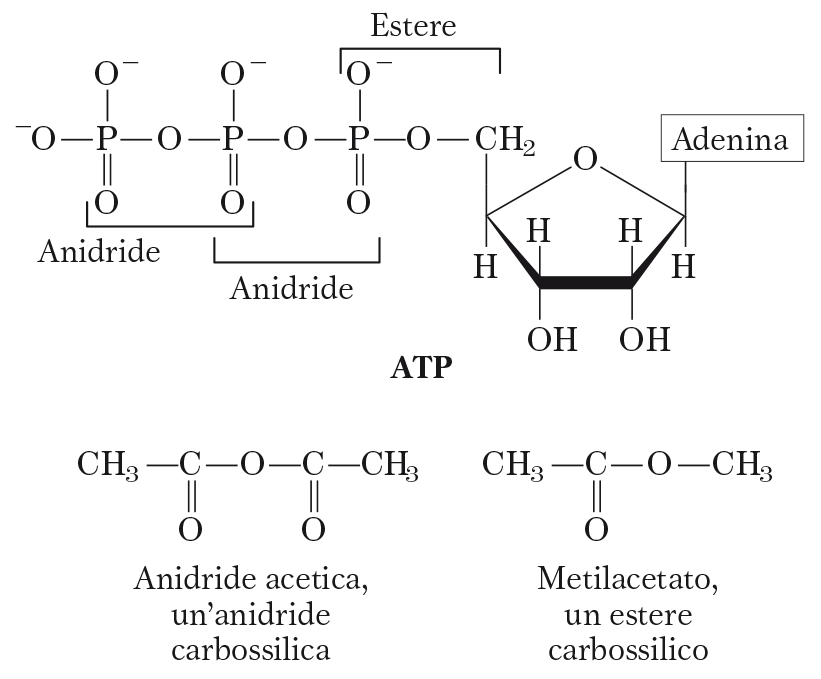 Estere
O⁻ O⁻ O⁻
⁻O—P—O—P—O—P—O—CH₂ O Adenina
O O O
Anidride
Anidride
H H H H
OH OH
ATP
CH₃—C—O—C—CH₃
O O
Anidride acetica,
un'anidride
carbossilica
CH₃—C—O—CH₃
O
Metilacetato,
un estere
carbossilico